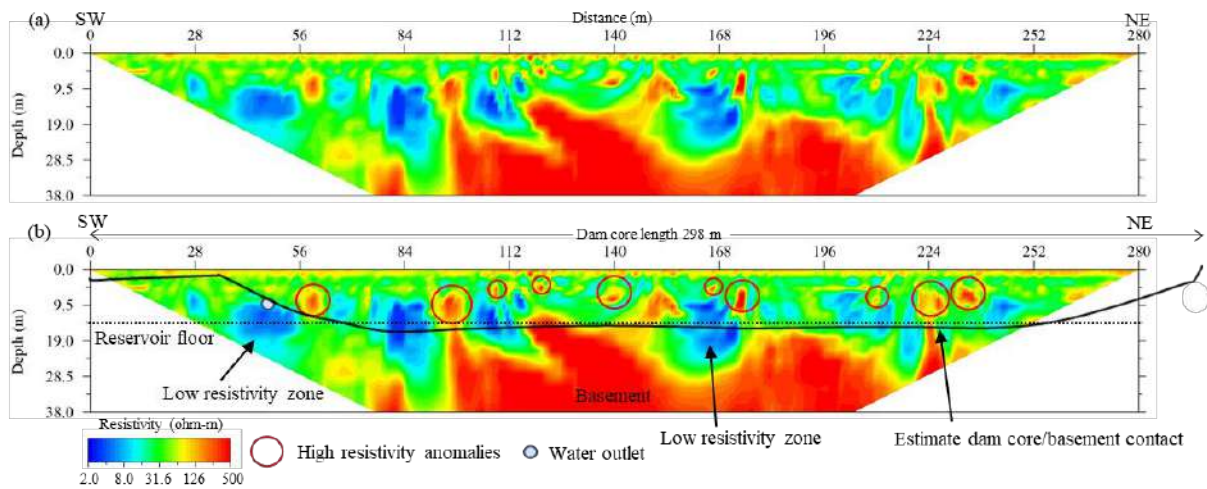 (a) SW Distance (m) NE
0 28 56 84 112 140 168 196 224 252 280
0.0
9.5
19.0
28.5
38.0
Depth (m)
(b) SW NE
Dam core length 298 m
0 28 56 84 112 140 168 196 224 252 280
0.0
9.5
19.0
28.5
38.0
Depth (m)
Reservoir floor
Low resistivity zone
Basement
Low resistivity zone
Estimate dam core/basement contact
Resistivity (ohm-m)
2.0 8.0 31.6 126 500
High resistivity anomalies
Water outlet